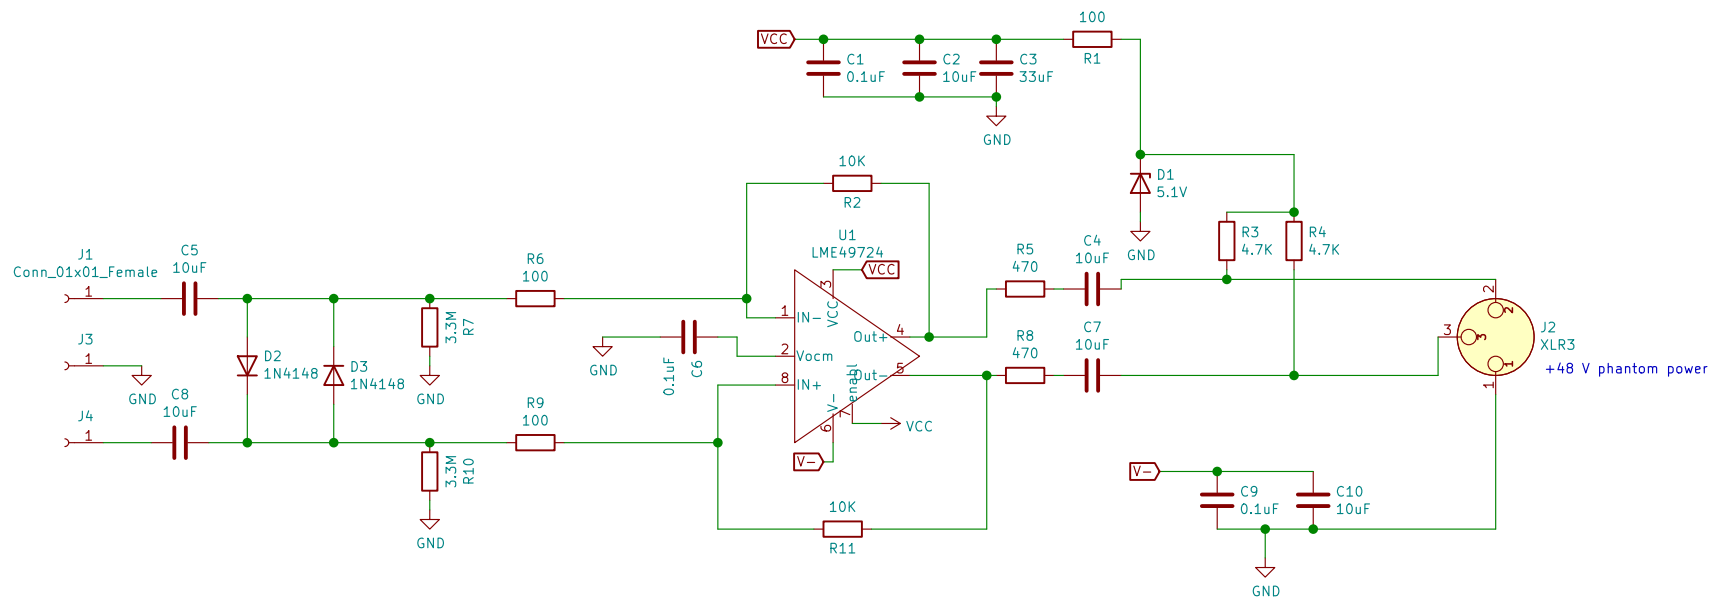 100
VCC
C1
0.1uF
C2
10uF
C3
33uF
R1
GND
10K
R2
D1
5.1V
GND
R3
4.7K
R4
4.7K
U1
LME49724
VCC
3
VCC
J1
Conn_01x01_Female
1
C5
10uF
R6
100
R5
470
C4
10uF
3.3M
R7
1
IN-
2
Vocm
8
IN+
Out+
4
Out-
5
enabl
7
V-
6
VCC
V-
2
2
3
3
1
1
J2
XLR3
+48 V phantom power
J3
1
GND
D2
1N4148
D3
1N4148
GND
GND
0.1uF
C6
R8
470
C7
10uF
C8
10uF
J4
1
R9
100
3.3M
R10
GND
10K
R11
V-
C9
0.1uF
C10
10uF
GND